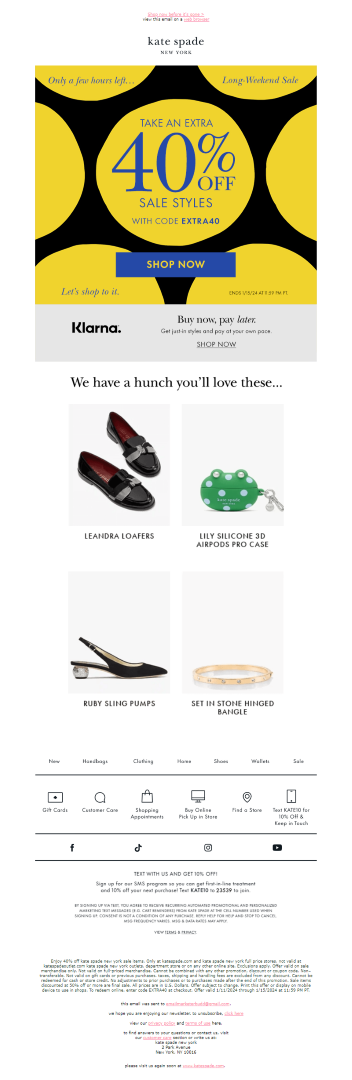 Shop now before it's gone >
view this email on a web browser
kate spade
NEW YORK
Only a few hours left...
Long-Weekend Sale
TAKE AN EXTRA
40%
OFF
SALE STYLES
WITH CODE EXTRA40
SHOP NOW
Let's shop to it.
ENDS 1/15/24 AT 11:59 PM PT.
Klarna.
Buy now, pay later.
Get just-in styles and pay at your own pace.
SHOP NOW
We have a hunch you'll love these...
kate spade
LEANDRA LOAFERS
LILY SILICONE 3D
AIRPODS PRO CASE
RUBY SLING PUMPS
SET IN STONE HINGED
BANGLE
New
Handbags
Clothing
Home
Shoes
Wallets
Sale
Gift Cards
Customer Care
Shopping
Appointments
Buy Online
Pick Up in Store
Find a Store
Text KATE10 for
10% Off &
Keep in Touch
TEXT WITH US AND GET 10% OFF!
Sign up for our SMS program so you can get first-in-line treatment
and 10% off your next purchase! Text KATE10 to 23539 to join
BY SIGNING UP VIA TEXT, YOU AGREE TO RECEIVE RECURRING AUTOMATED PROMOTIONAL AND PERSONALIZED
MARKETING TEXT MESSAGES (E.G. CART REMINDERS) FROM KATE SPADE AT THE CELL NUMBER USED WHEN
SIGNING UP. CONSENT IS NOT A CONDITION OF ANY PURCHASE. REPLY HELP FOR HELP AND STOP TO CANCEL.
MSG FREQUENCY VARIES. MSG & DATA RATES MAY APPLY.
VIEW TERMS & PRIVACY.
Enjoy 40% off kate spade new york sale items. Only at katespade.com and kate spade new york full price stores, not valid at
katespadeoutlet.com, kate spade new york outlets, department store or on any other online site. Exclusions apply. Offer valid on sale
merchandise only. Not valid on full-priced merchandise. Cannot be combined with any other promotion, discount or coupon code. Non-
transferable. Not valid on gift cards or previous purchases. taxes, shipping and handling fees are excluded from any discount. Cannot be
redeemed for cash at store or cards. No adjustments to prior purchases or to purchases made after the end of this promotion. Sale items
discounted at 50% off or more are final sale. All prices are in U.S. Dollars. Offer subject to change. Print this offer or display on mobile
device to use in shops. To redeem online, enter code EXTRA40 at checkout. Offer valid 1/11/2024 through 1/15/2024 at 11:59 PM PT.
this email was sent to
we hope you are enjoying our newsletter. to unsubscribe, click here
view our privacy policy and terms of use here.
to find answers to your questions or contact us, visit
our customer care section or write us at:
kate spade new york
2 Park Avenue
New York, NY 10016
please visit us again soon at www.katespade.com